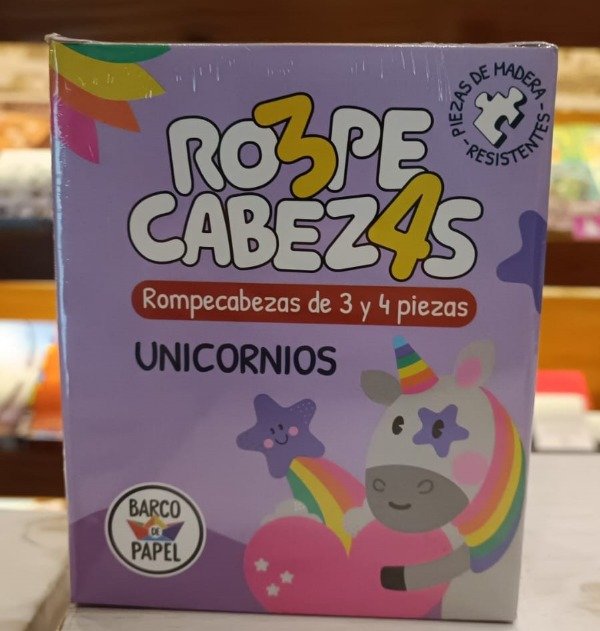 PIEZAS DE MADERA
- RESISTENTES -
RO3PE
CABEZ4S
Rompecabezas de 3 y 4 piezas
UNICORNIOS
BARCO
DE
PAPEL